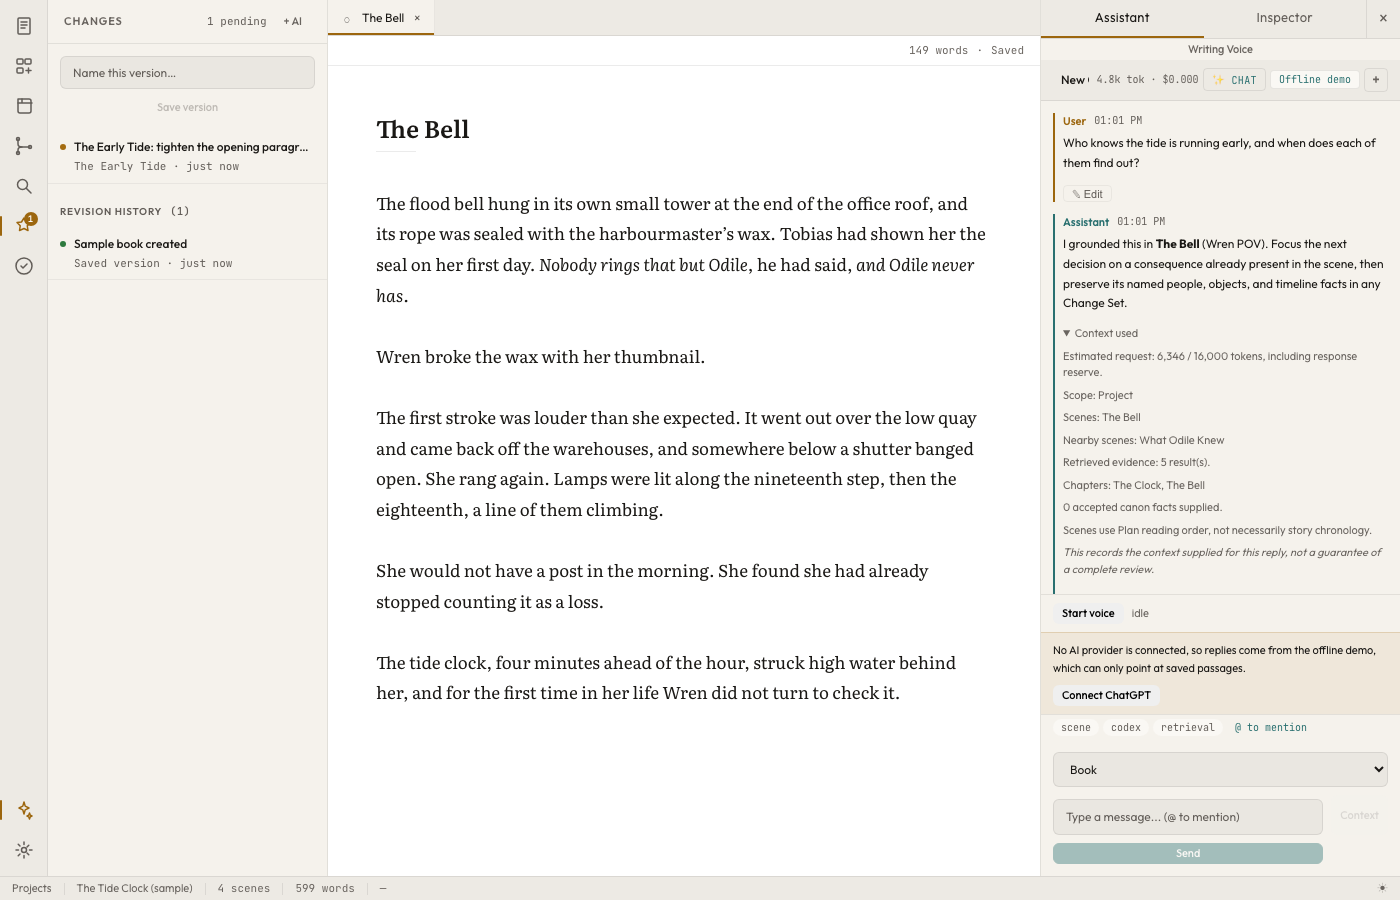 CHANGES 1 pending + AI
Name this version...
Save version
The Early Tide: tighten the opening paragr...
The Early Tide · just now
REVISION HISTORY (1)
Sample book created
Saved version · just now
1
The Bell ×
149 words · Saved
The Bell
The flood bell hung in its own small tower at the end of the office roof, and
its rope was sealed with the harbourmaster’s wax. Tobias had shown her the
seal on her first day. Nobody rings that but Odile, he had said, and Odile never
has.
Wren broke the wax with her thumbnail.
The first stroke was louder than she expected. It went out over the low quay
and came back off the warehouses, and somewhere below a shutter banged
open. She rang again. Lamps were lit along the nineteenth step, then the
eighteenth, a line of them climbing.
She would not have a post in the morning. She found she had already
stopped counting it as a loss.
The tide clock, four minutes ahead of the hour, struck high water behind
her, and for the first time in her life Wren did not turn to check it.
Assistant Inspector ×
Writing Voice
New 4.8k tok · $0.000 ✨ CHAT Offline demo +
User 01:01 PM
Who knows the tide is running early, and when does each of
them find out?
✎ Edit
Assistant 01:01 PM
I grounded this in The Bell (Wren POV). Focus the next
decision on a consequence already present in the scene, then
preserve its named people, objects, and timeline facts in any
Change Set.
▼ Context used
Estimated request: 6,346 / 16,000 tokens, including response
reserve.
Scope: Project
Scenes: The Bell
Nearby scenes: What Odile Knew
Retrieved evidence: 5 result(s).
Chapters: The Clock, The Bell
0 accepted canon facts supplied.
Scenes use Plan reading order, not necessarily story chronology.
This records the context supplied for this reply, not a guarantee of
a complete review.
Start voice idle
No AI provider is connected, so replies come from the offline demo,
which can only point at saved passages.
Connect ChatGPT
scene codex retrieval @ to mention
Book
Type a message... (@ to mention) Context
Send
Projects The Tide Clock (sample) 4 scenes 599 words —